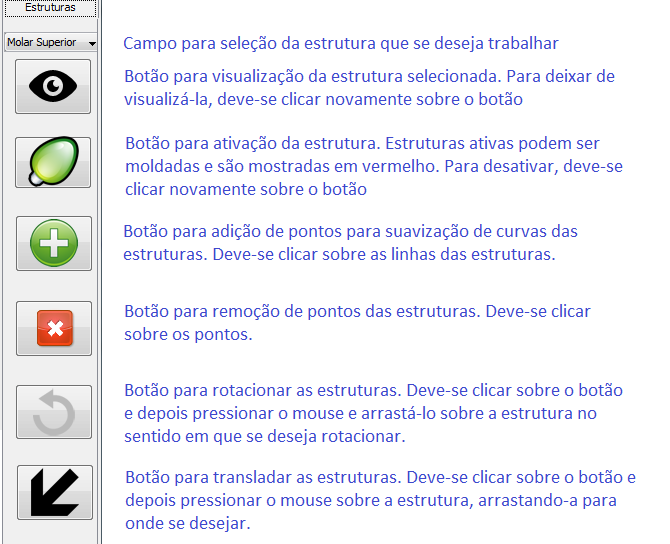 Estruturas
Molar Superior
Campo para seleção da estrutura que se deseja trabalhar
Botão para visualização da estrutura selecionada. Para deixar de
visualizá-la, deve-se clicar novamente sobre o botão
Botão para ativação da estrutura. Estruturas ativas podem ser
moldadas e são mostradas em vermelho. Para desativar, deve-se
clicar novamente sobre o botão
Botão para adição de pontos para suavização de curvas das
estruturas. Deve-se clicar sobre as linhas das estruturas.
Botão para remoção de pontos das estruturas. Deve-se clicar
sobre os pontos.
Botão para rotacionar as estruturas. Deve-se clicar sobre o botão
e depois pressionar o mouse e arrastá-lo sobre a estrutura no
sentido em que se deseja rotacionar.
Botão para transladar as estruturas. Deve-se clicar sobre o botão e
depois pressionar o mouse sobre a estrutura, arrastando-a para
onde se desejar.